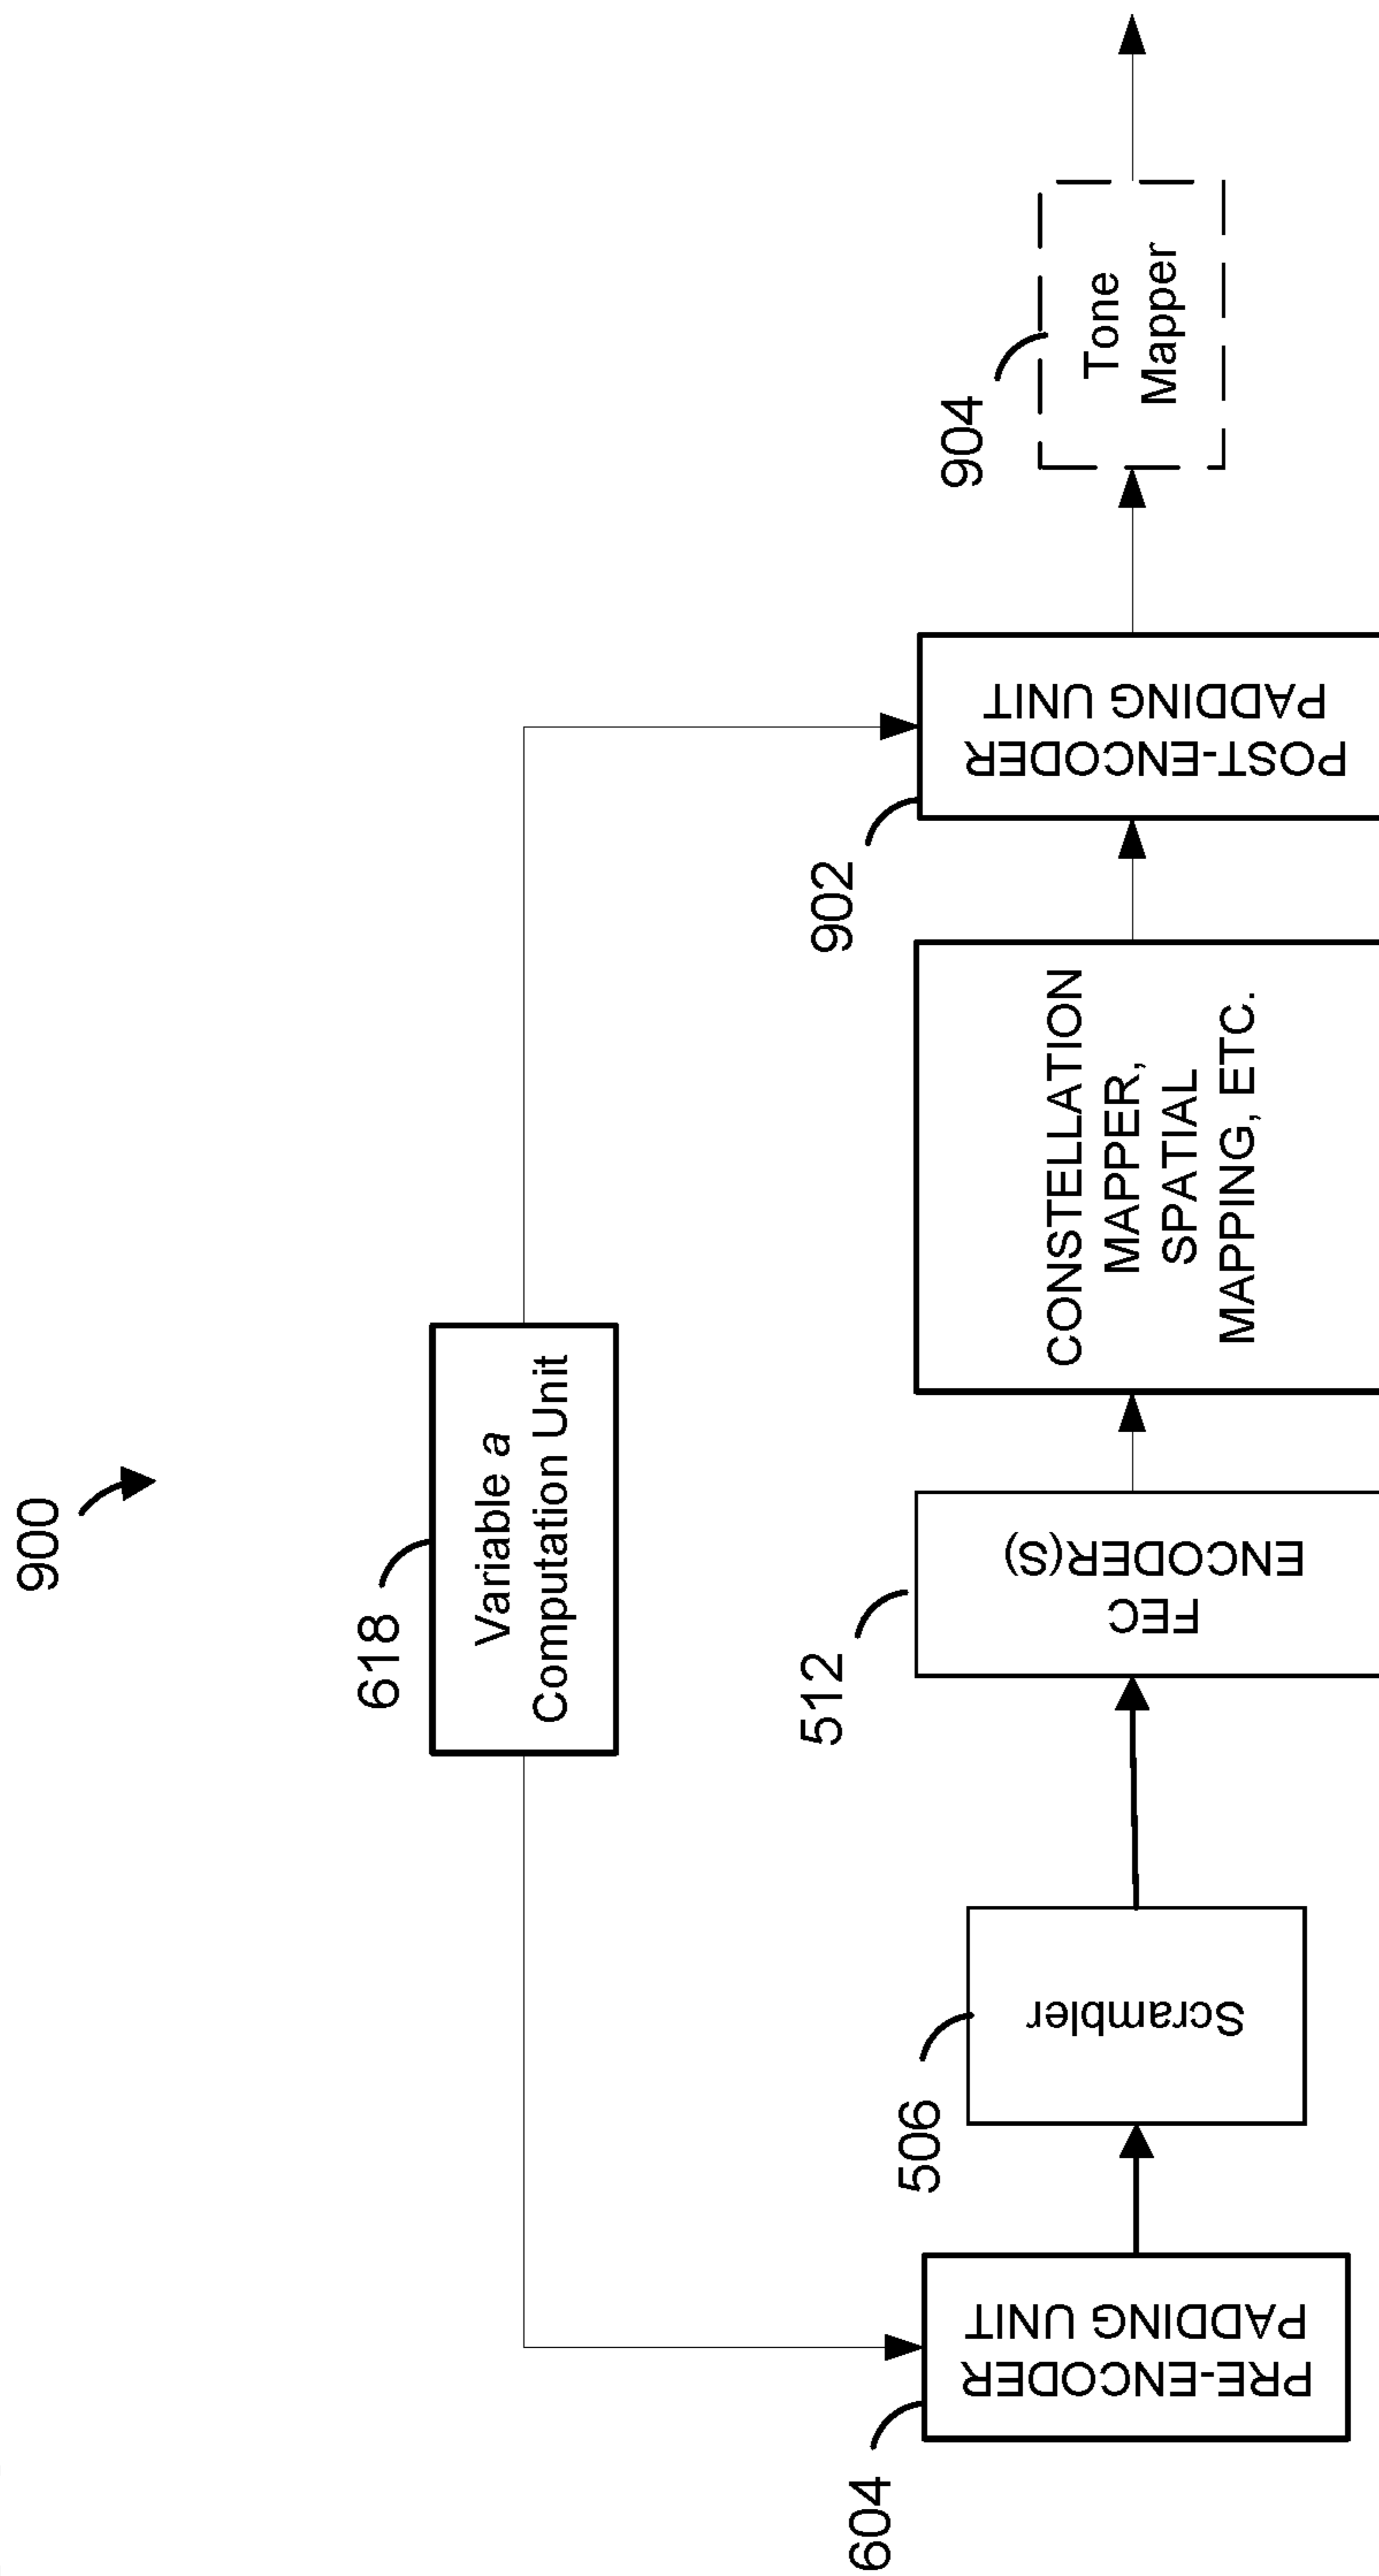 900
618
Variable a
Computation Unit
604
PRE-ENCODER
PADDING UNIT
506
Scrambler
512
FEC
ENCODER(S)
CONSTELLATION
MAPPER,
SPATIAL
MAPPING, ETC.
902
POST-ENCODER
PADDING UNIT
904
Tone
Mapper